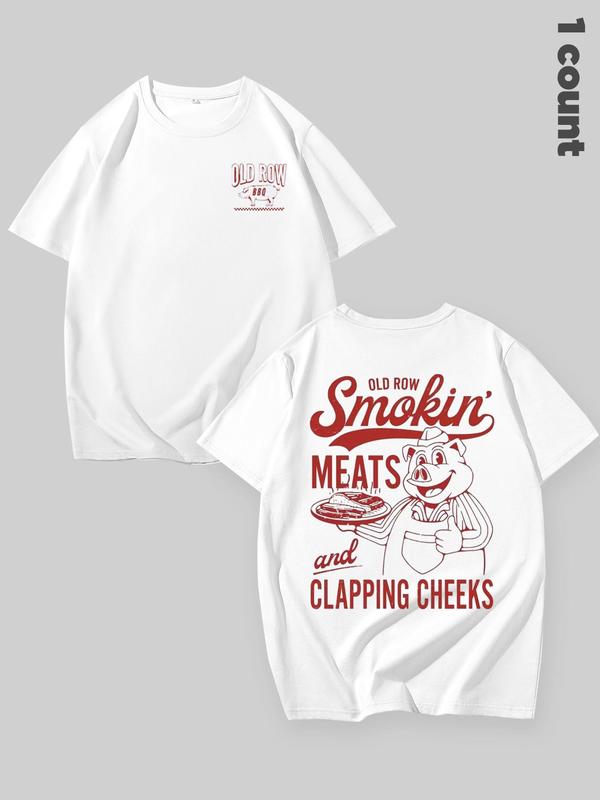 1 count
OLD ROW
BBQ
OLD ROW
Smokin'
MEATS
and
CLAPPING CHEEKS